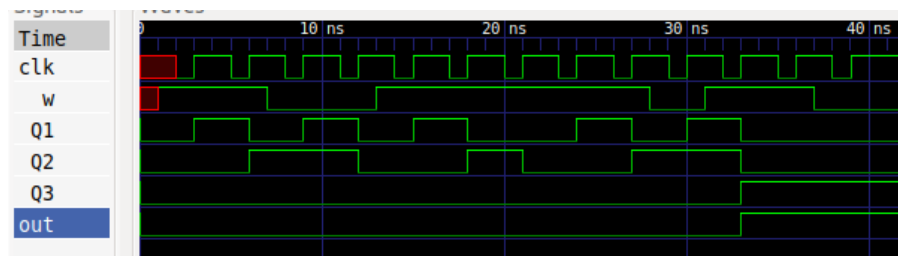 Signals Waves
Time 0 10 ns 20 ns 30 ns 40 ns
clk
w
Q1
Q2
Q3
out